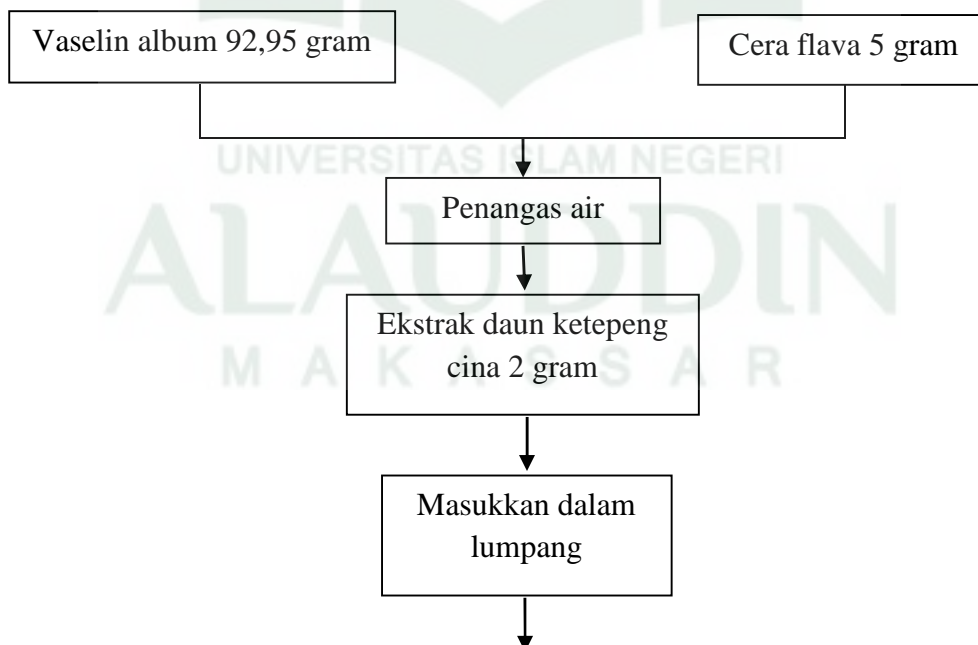 Vaselin album 92,95 gram
Cera flava 5 gram
UNIVERSITAS ISLAM NEGERI
Penangas air
ALAUDDIN
Ekstrak daun ketepeng
cina 2 gram
MAKASSAR
Masukkan dalam
lumpang